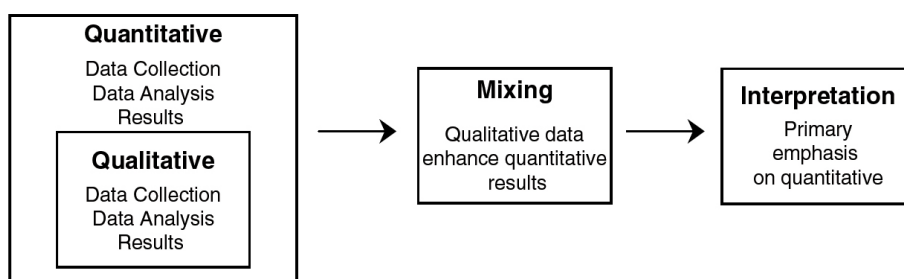 Quantitative
Data Collection
Data Analysis
Results
Qualitative
Data Collection
Data Analysis
Results
Mixing
Qualitative data
enhance quantitative
results
Interpretation
Primary
emphasis
on quantitative